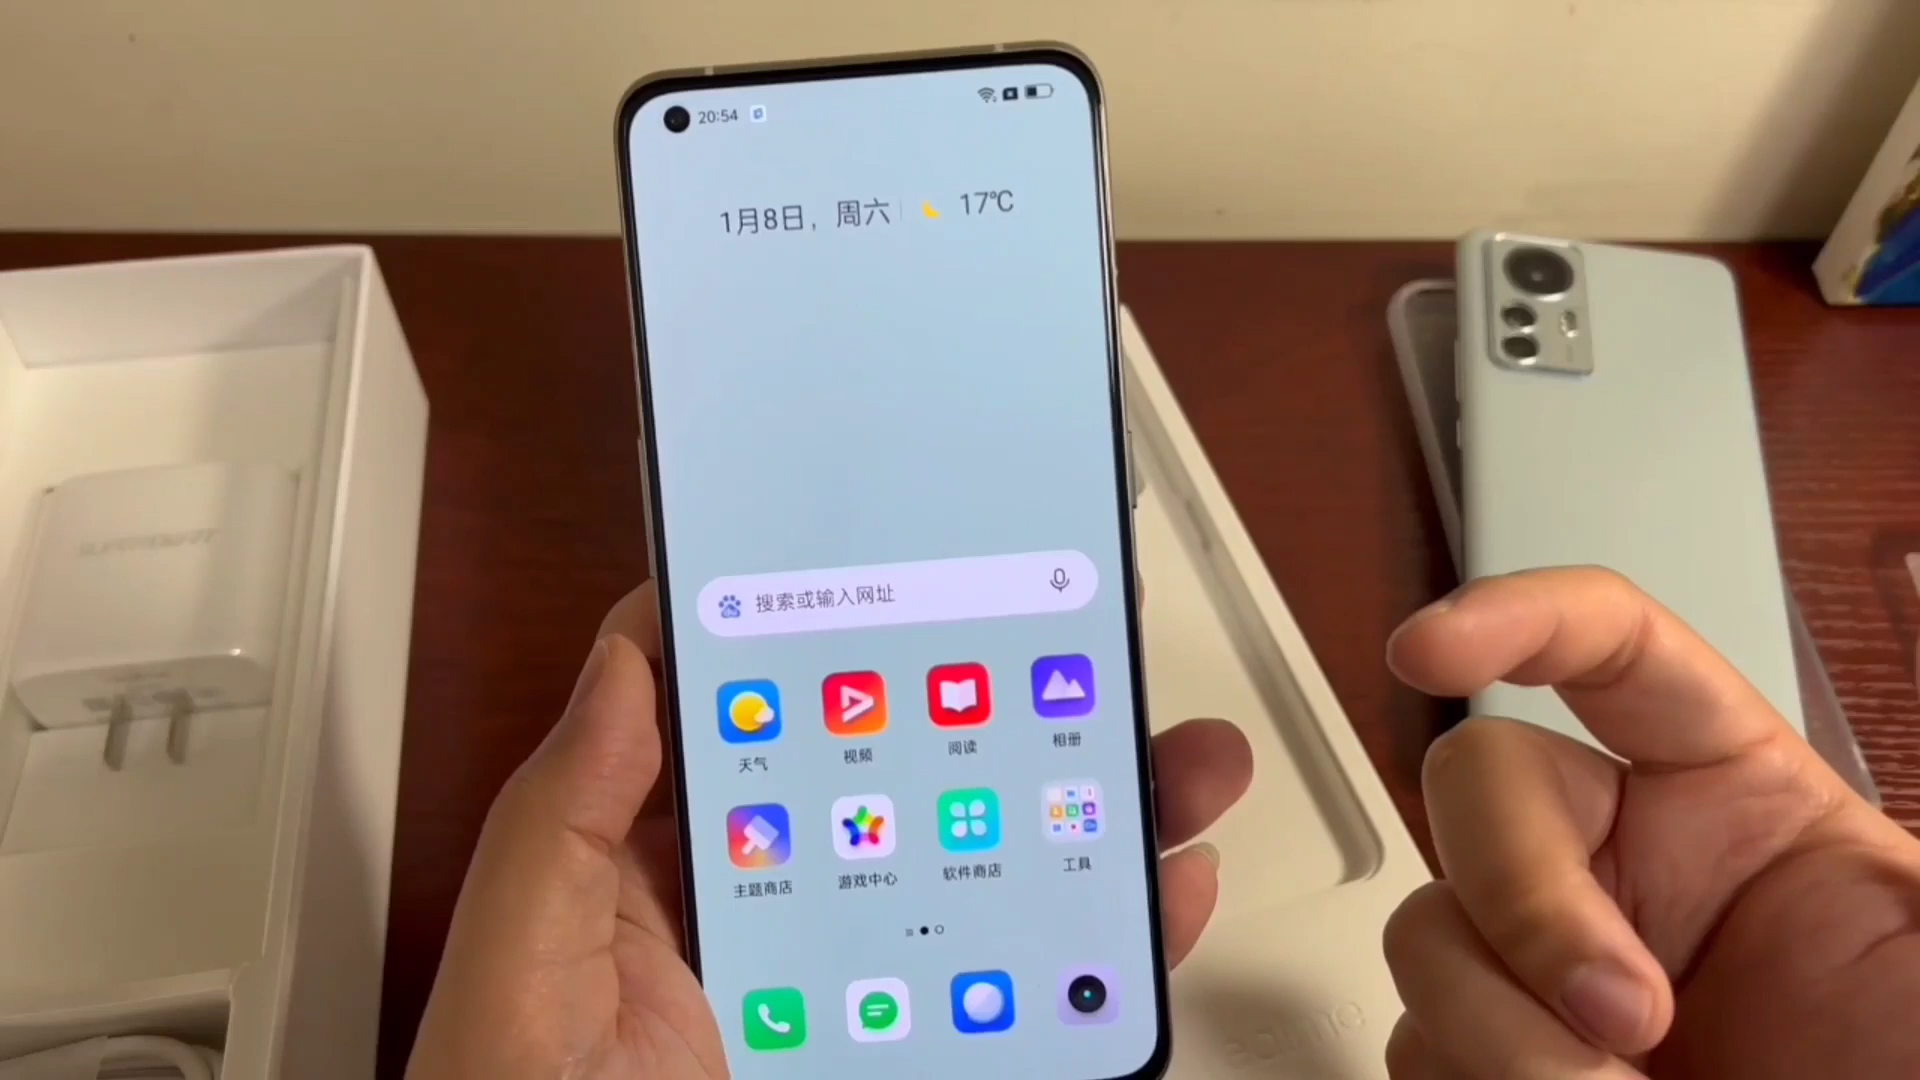 20:54
1月8日，周六 17℃
搜索或输入网址
天气 视频 阅读 相册
主题商店 游戏中心 软件商店 工具